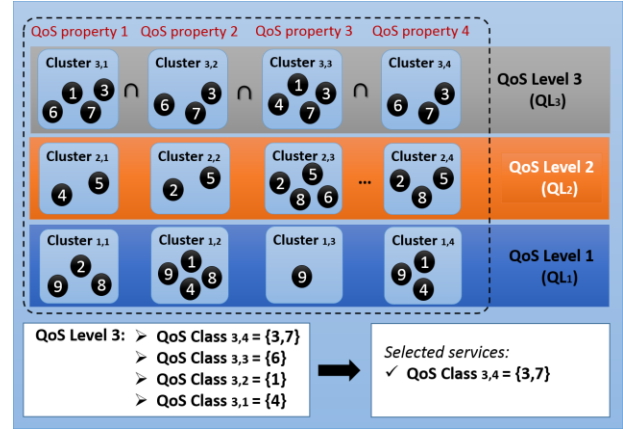 QoS property 1 QoS property 2 QoS property 3 QoS property 4
Cluster 3,1 Cluster 3,2 Cluster 3,3 Cluster 3,4
1 3 6 7 ∩ 3 6 7 ∩ 1 3 4 7 ∩ 3 6 7
QoS Level 3
(QL3)
Cluster 2,1 Cluster 2,2 Cluster 2,3 Cluster 2,4
4 5 2 5 2 5 8 6 ... 2 5 8
QoS Level 2
(QL2)
Cluster 1,1 Cluster 1,2 Cluster 1,3 Cluster 1,4
9 2 8 9 1 8 4 9 9 1 4
QoS Level 1
(QL1)
QoS Level 3: ➢ QoS Class 3,4 = {3,7}
➢ QoS Class 3,3 = {6}
➢ QoS Class 3,2 = {1}
➢ QoS Class 3,1 = {4}
Selected services:
✓ QoS Class 3,4 = {3,7}